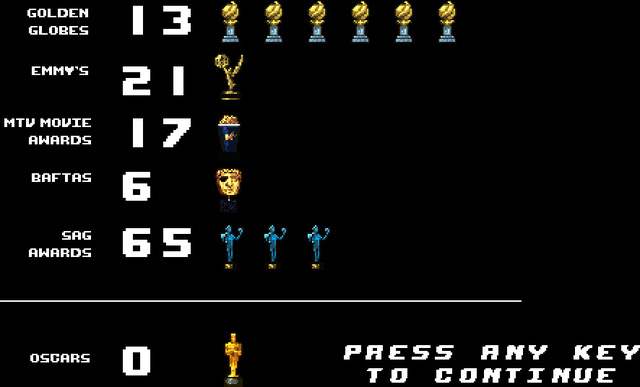 GOLDEN
GLOBES
13
EMMY'S
21
MTV MOVIE
AWARDS
17
BAFTAS
6
SAG
AWARDS
65
OSCARS
0
PRESS ANY KEY
TO CONTINUE